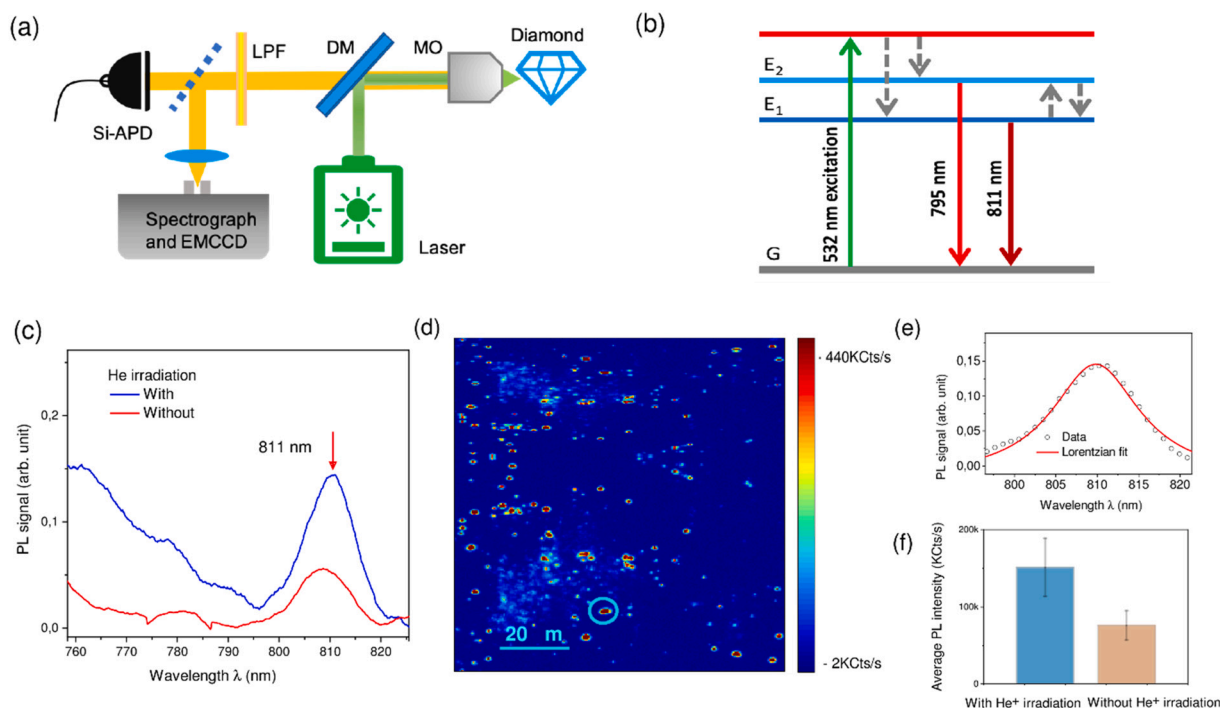 (a)
LPF
DM
MO
Diamond
Si-APD
Spectrograph
and EMCCD
Laser
(b)
E2
E1
532 nm excitation
795 nm
811 nm
G
(c)
He irradiation
With
Without
811 nm
0,2
0,1
0,0
PL signal (arb. unit)
760 770 780 790 800 810 820
Wavelength λ (nm)
(d)
440KCts/s
20 m
- 2KCts/s
(e)
0,15
0,10
0,05
0,00
PL signal (arb. unit)
Data
Lorentzian fit
800 805 810 815 820
Wavelength λ (nm)
(f)
200k
100k
0
Average PL intensity (KCts/s)
With He+ irradiation Without He+ irradiation